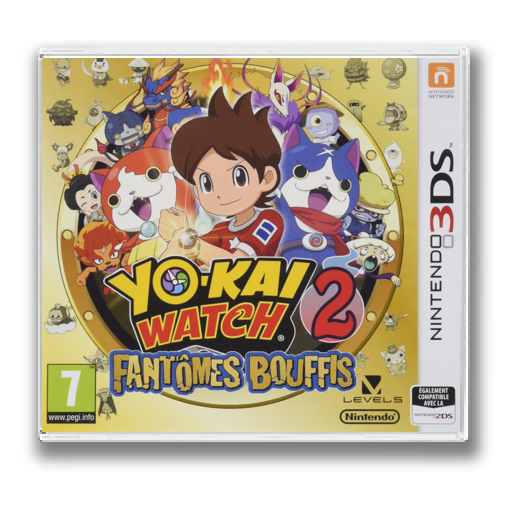 NINTENDO
NETWORK
NINTENDO 3DS
YO-KAI
WATCH® 2
FANTÔMES BOUFFIS
7
www.pegi.info
LEVEL5
Nintendo®
ÉGALEMENT
COMPATIBLE
AVEC LA
NINTENDO 2DS